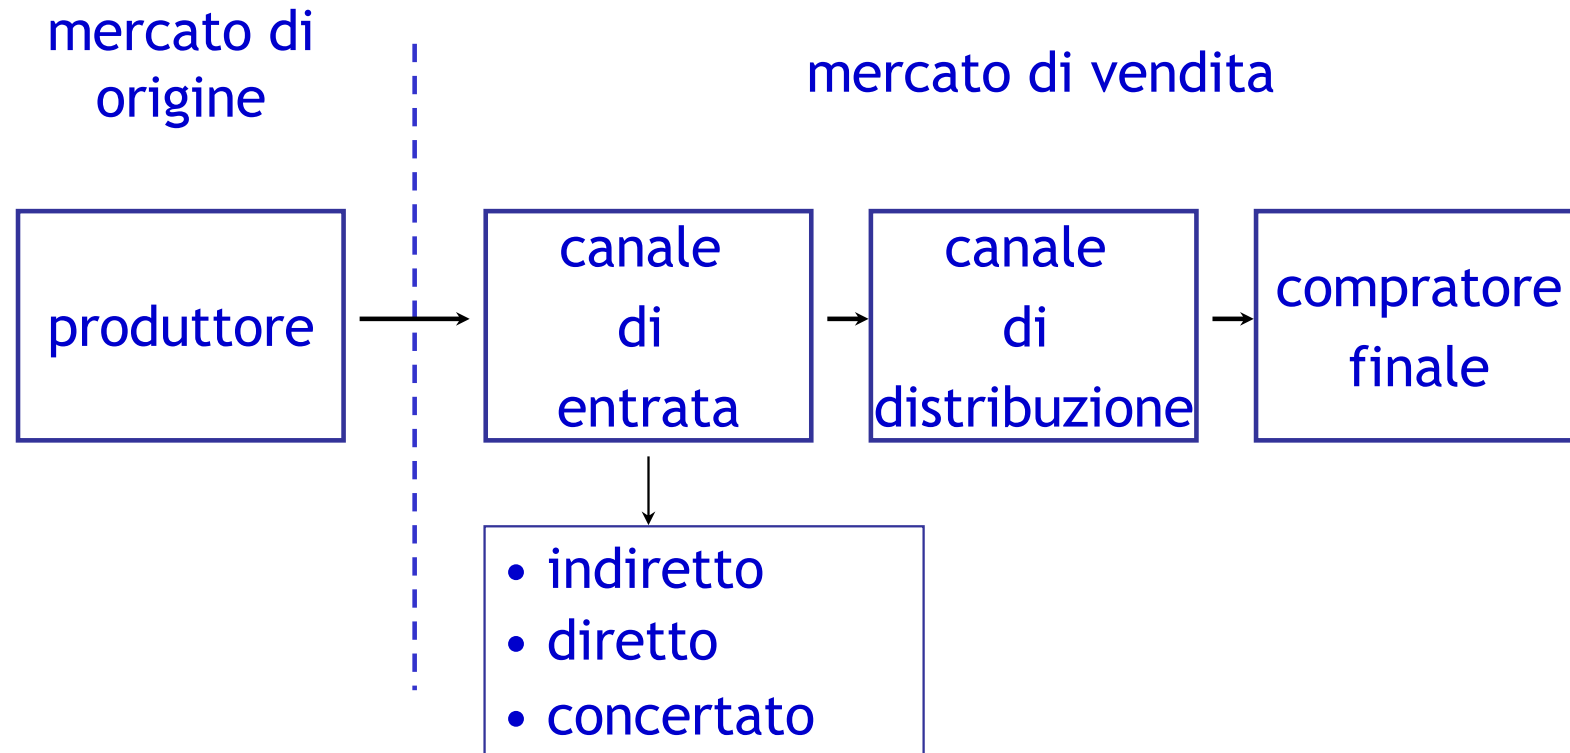 mercato di
origine
mercato di vendita
produttore
canale
di
entrata
canale
di
distribuzione
compratore
finale
• indiretto
• diretto
• concertato